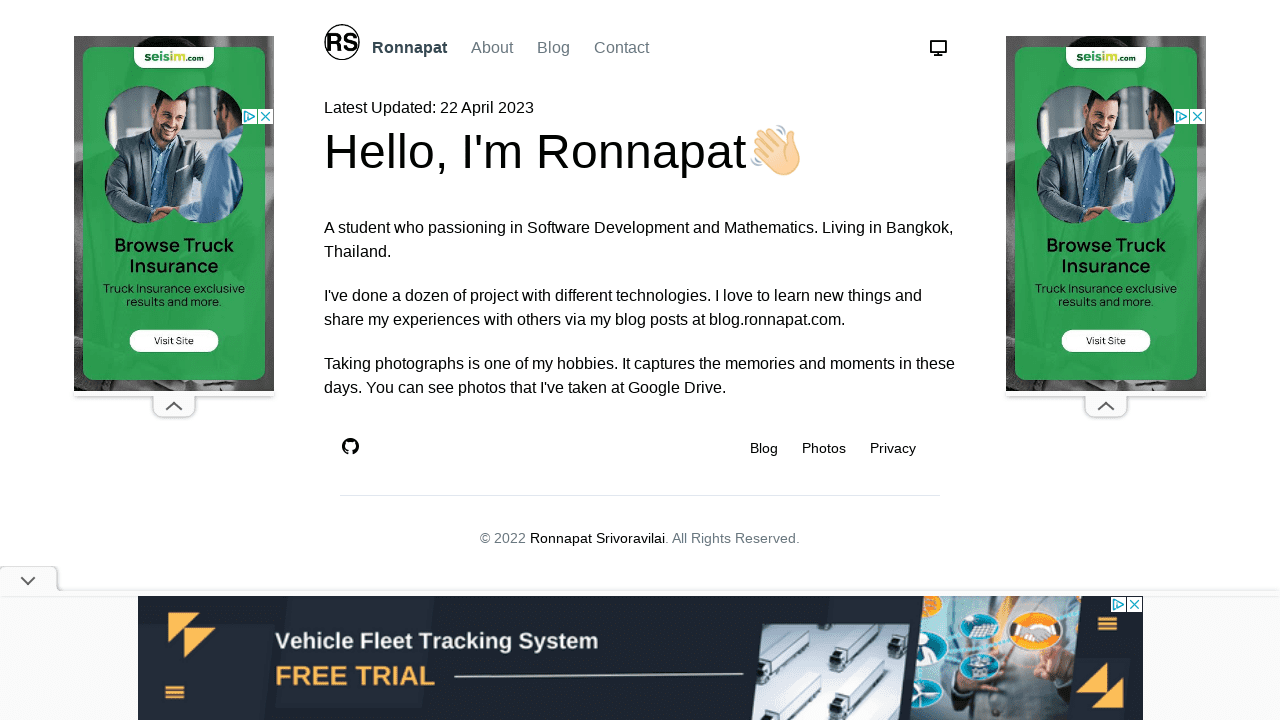 RS
Ronnapat About Blog Contact
Latest Updated: 22 April 2023
Hello, I'm Ronnapat👋🏻
A student who passioning in Software Development and Mathematics. Living in Bangkok,
Thailand.
I've done a dozen of project with different technologies. I love to learn new things and
share my experiences with others via my blog posts at blog.ronnapat.com.
Taking photographs is one of my hobbies. It captures the memories and moments in these
days. You can see photos that I've taken at Google Drive.
Blog Photos Privacy
© 2022 Ronnapat Srivoravilai. All Rights Reserved.
seisim.com
Browse Truck
Insurance
Truck Insurance exclusive
results and more.
Visit Site
seisim.com
Browse Truck
Insurance
Truck Insurance exclusive
results and more.
Visit Site
Vehicle Fleet Tracking System
FREE TRIAL